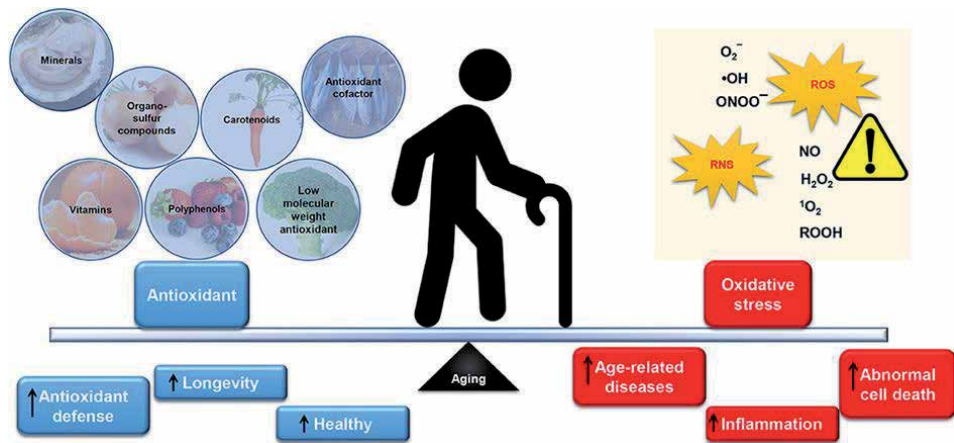 Minerals
Organo-
sulfur
compounds
Carotenoids
Antioxidant
cofactor
Vitamins
Polyphenols
Low
molecular
weight
antioxidant
O₂⁻
•OH
ONOO⁻
ROS
RNS
NO
H₂O₂
¹O₂
ROOH
!
Antioxidant
Oxidative
stress
Aging
↑Antioxidant
defense
↑Longevity
↑Healthy
↑Age-related
diseases
↑Inflammation
↑Abnormal
cell death